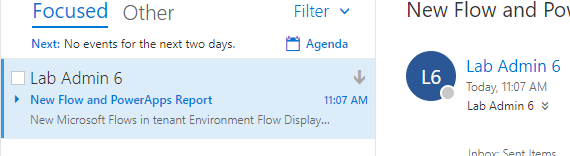 Focused Other Filter
Next: No events for the next two days. Agenda
Lab Admin 6
New Flow and PowerApps Report 11:07 AM
New Microsoft Flows in tenant Environment Flow Display...
New Flow and Pow
L6
Lab Admin 6
Today, 11:07 AM
Lab Admin 6
Inbox; Sent Items